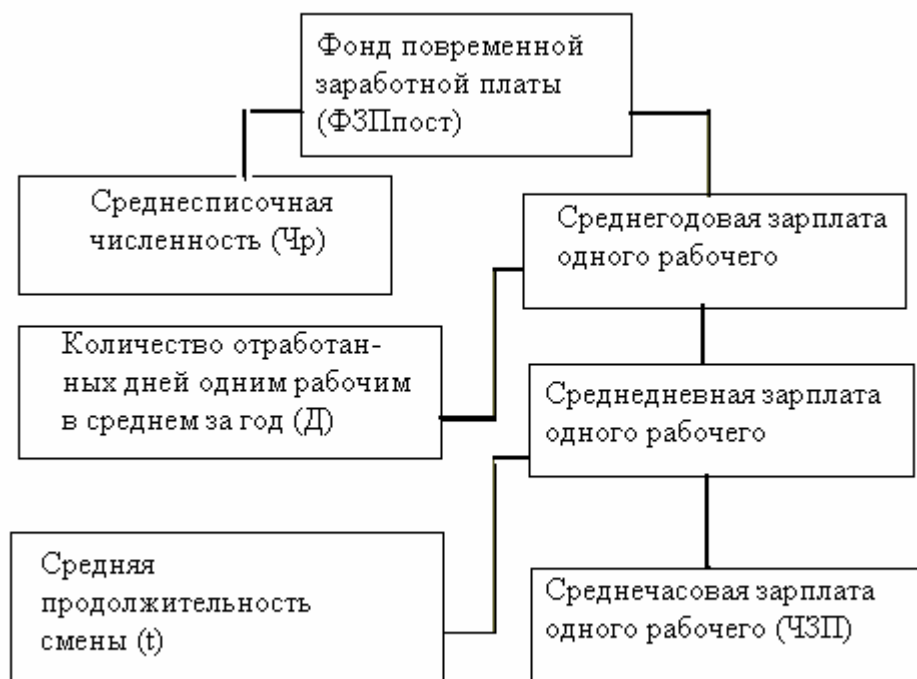 Фонд повременной
заработной платы
(ФЗПпост)
Среднесписочная
численность (Чр)
Среднегодовая зарплата
одного рабочего
Количество отработан-
ных дней одним рабочим
в среднем за год (Д)
Среднедневная зарплата
одного рабочего
Средняя
продолжительность
смены (t)
Среднечасовая зарплата
одного рабочего (ЧЗП)